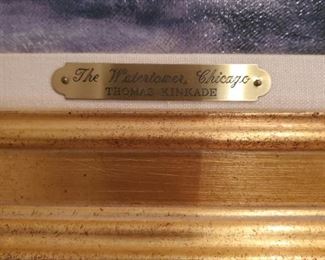 The Watertower, Chicago
THOMAS KINKADE